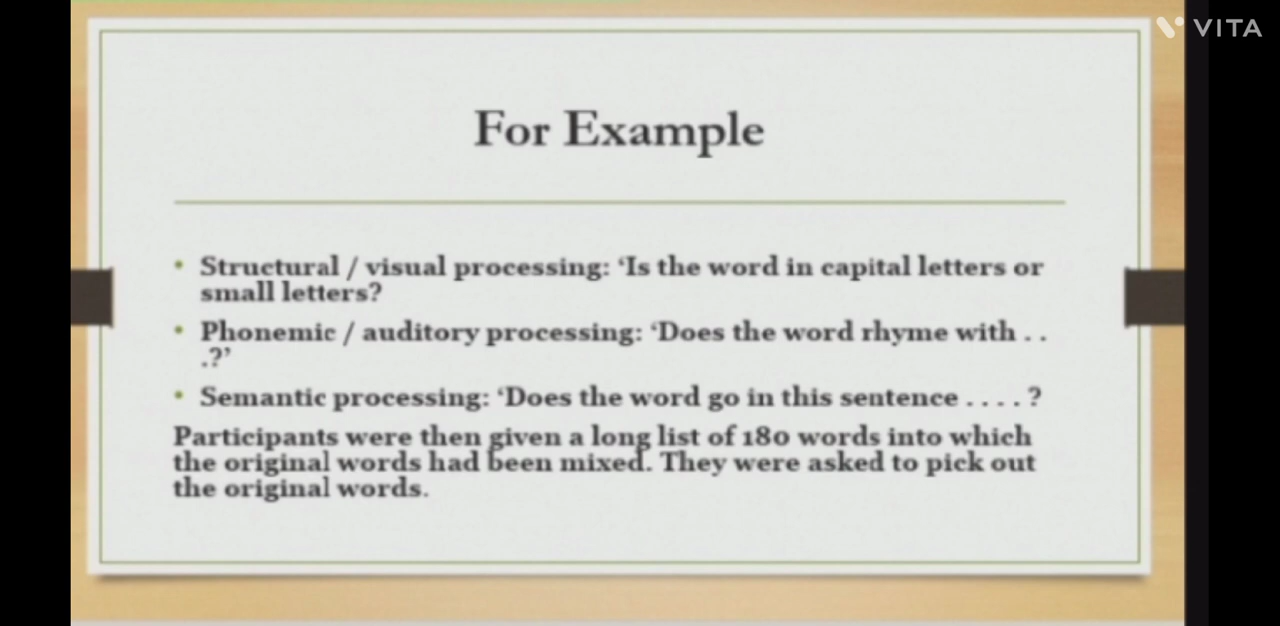 VITA
For Example
• Structural / visual processing: ‘Is the word in capital letters or
small letters?
• Phonemic / auditory processing: ‘Does the word rhyme with . .
.?’
• Semantic processing: ‘Does the word go in this sentence . . . . ?
Participants were then given a long list of 180 words into which
the original words had been mixed. They were asked to pick out
the original words.